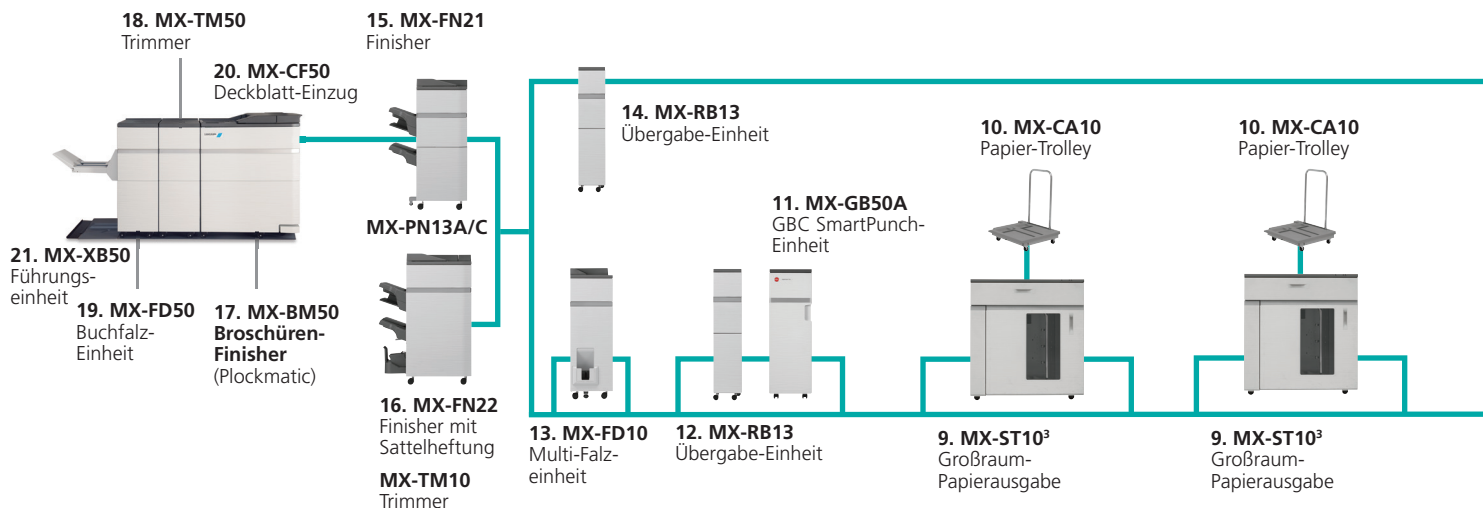 18. MX-TM50
Trimmer
15. MX-FN21
Finisher
20. MX-CF50
Deckblatt-Einzug
14. MX-RB13
Übergabe-Einheit
10. MX-CA10
Papier-Trolley
10. MX-CA10
Papier-Trolley
11. MX-GB50A
GBC SmartPunch-
Einheit
MX-PN13A/C
21. MX-XB50
Führungs-
einheit
19. MX-FD50
Buchfalz-
Einheit
17. MX-BM50
Broschüren-
Finisher
(Plockmatic)
16. MX-FN22
Finisher mit
Sattelheftung
MX-TM10
Trimmer
13. MX-FD10
Multi-Falz-
einheit
12. MX-RB13
Übergabe-Einheit
9. MX-ST10³
Großraum-
Papierausgabe
9. MX-ST10³
Großraum-
Papierausgabe